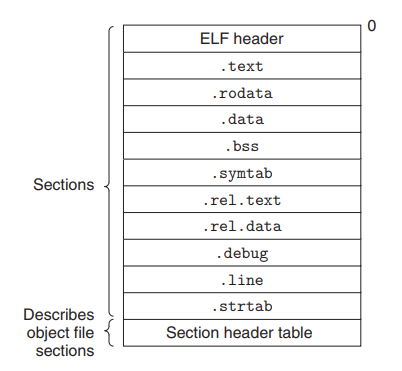 0
ELF header
.text
.rodata
.data
.bss
.symtab
Sections
.rel.text
.rel.data
.debug
.line
.strtab
Describes
object file
sections
Section header table